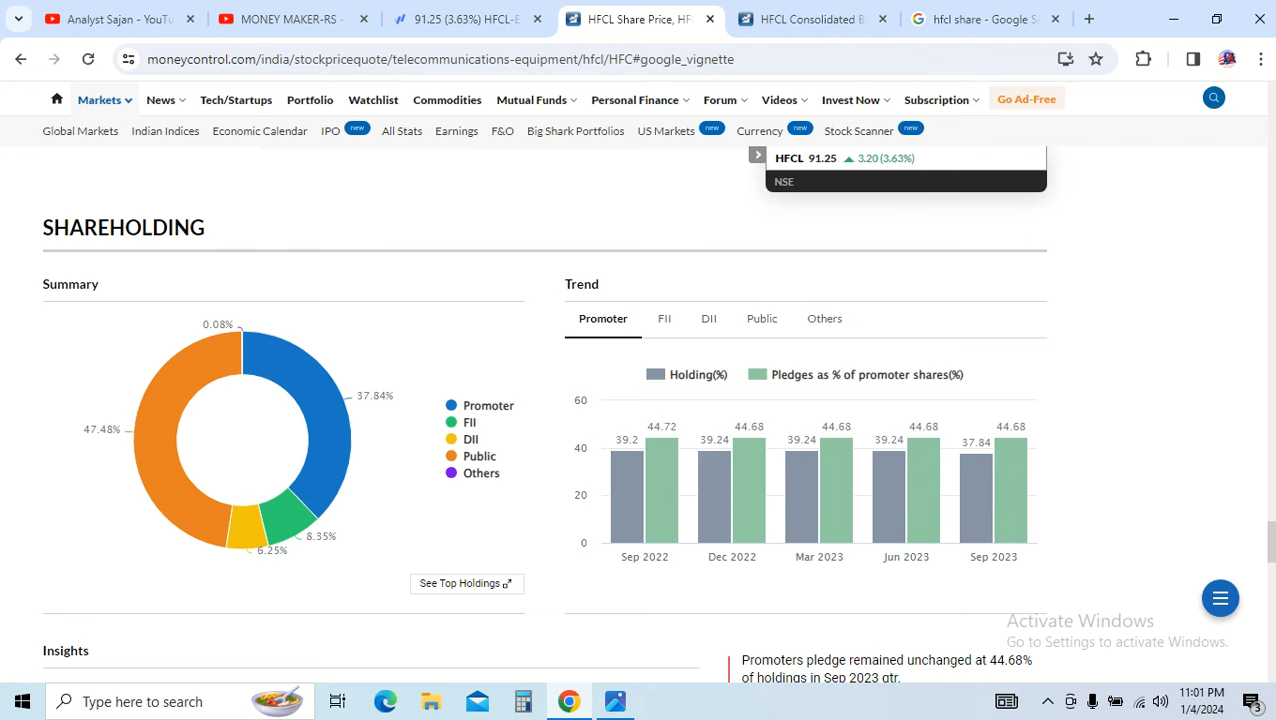 Analyst Sajan - YouTu
MONEY MAKER-RS -
91.25 (3.63%) HFCL-E
HFCL Share Price, HF
HFCL Consolidated B
hfcl share - Google S
moneycontrol.com/india/stockpricequote/telecommunications-equipment/hfcl/HFC#google_vignette
Markets News Tech/Startups Portfolio Watchlist Commodities Mutual Funds Personal Finance Forum Videos Invest Now Subscription Go Ad-Free
Global Markets Indian Indices Economic Calendar IPO new All Stats Earnings F&O Big Shark Portfolios US Markets new Currency new Stock Scanner new
HFCL 91.25 ▲ 3.20 (3.63%)
NSE
SHAREHOLDING
Summary
0.08%
37.84%
47.48%
8.35%
6.25%
Promoter
FII
DII
Public
Others
See Top Holdings
Trend
Promoter FII DII Public Others
Holding(%) Pledges as % of promoter shares(%)
60
40
20
0
39.2 44.72 39.24 44.68 39.24 44.68 39.24 44.68 37.84 44.68
Sep 2022 Dec 2022 Mar 2023 Jun 2023 Sep 2023
Insights
Promoters pledge remained unchanged at 44.68%
of holdings in Sep 2023 qtr.
Activate Windows
Go to Settings to activate Windows.
Type here to search
11:01 PM
1/4/2024
3